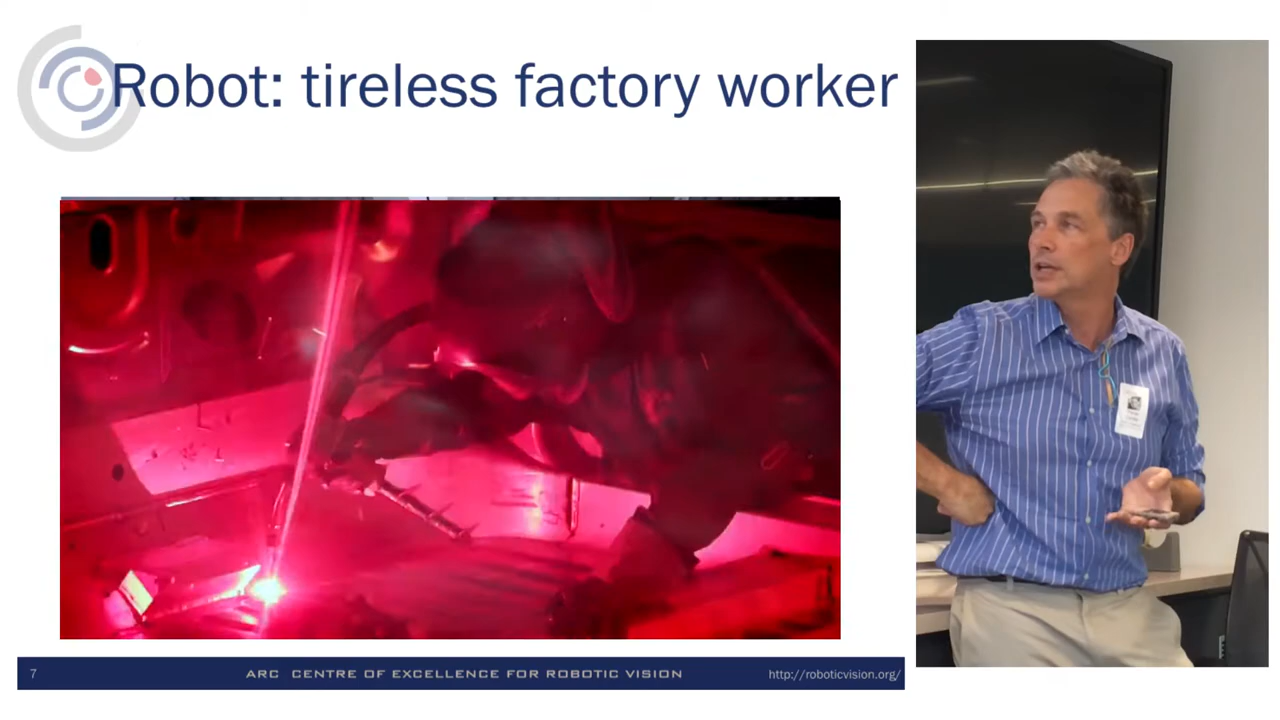 Robot: tireless factory worker
7
ARC CENTRE OF EXCELLENCE FOR ROBOTIC VISION
http://roboticvision.org/